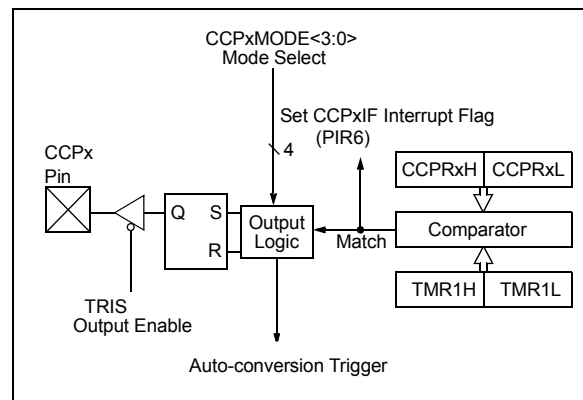 CCPxMODE<3:0>
Mode Select
Set CCPxIF Interrupt Flag
(PIR6)
4
CCPx
Pin
CCPRxH CCPRxL
Q S
R
Output
Logic
Match
Comparator
TMR1H TMR1L
TRIS
Output Enable
Auto-conversion Trigger